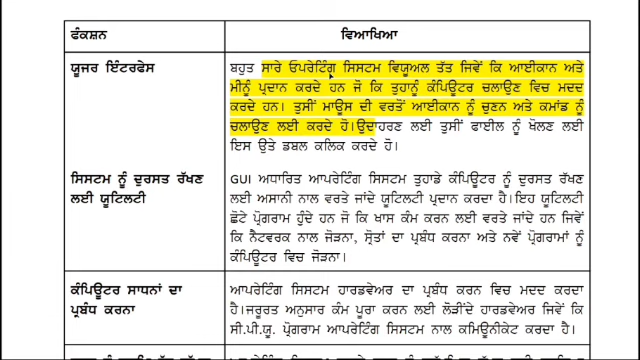 ਫੰਕਸ਼ਨ
ਵਿਆਖਿਆ
ਯੂਜਰ ਇੰਟਰਫੇਸ
ਬਹੁਤ ਸਾਰੇ ਓਪਰੇਟਿੰਗ ਸਿਸਟਮ ਵਿਯੂਅਲ ਤੱਤ ਜਿਵੇਂ ਕਿ ਆਈਕਾਨ ਅਤੇ
ਮੀਨੂੰ ਪ੍ਰਦਾਨ ਕਰਦੇ ਹਨ ਜੋ ਕਿ ਤੁਹਾਨੂੰ ਕੰਪਿਊਟਰ ਚਲਾਉਣ ਵਿਚ ਮਦਦ
ਕਰਦੇ ਹਨ। ਤੁਸੀਂ ਮਾਊਸ ਦੀ ਵਰਤੋਂ ਆਈਕਾਨ ਨੂੰ ਚੁਣਨ ਅਤੇ ਕਮਾਂਡ ਨੂੰ
ਚਲਾਉਣ ਲਈ ਕਰਦੇ ਹੋ।ਉਦਾਹਰਣ ਲਈ ਤੁਸੀਂ ਫਾਈਲ ਨੂੰ ਖੋਲਣ ਲਈ
ਇਸ ਉਤੇ ਡਬਲ ਕਲਿਕ ਕਰਦੇ ਹੋ।
ਸਿਸਟਮ ਨੂੰ ਦੁਰਸਤ ਰੱਖਣ
ਲਈ ਯੂਟਿਲਟੀ
GUI ਅਧਾਰਿਤ ਆਪਰੇਟਿੰਗ ਸਿਸਟਮ ਤੁਹਾਡੇ ਕੰਪਿਊਟਰ ਨੂੰ ਦੁਰਸਤ ਰੱਖਣ
ਲਈ ਅਸਾਨੀ ਨਾਲ ਵਰਤੇ ਜਾਂਦੇ ਯੂਟਿਲਟੀ ਪ੍ਰਦਾਨ ਕਰਦਾ ਹੈ।ਇਹ ਯੂਟਿਲਟੀ
ਛੋਟੇ ਪ੍ਰੋਗਰਾਮ ਹੁੰਦੇ ਹਨ ਜੋ ਕਿ ਖਾਸ ਕੰਮ ਕਰਨ ਲਈ ਵਰਤੇ ਜਾਂਦੇ ਹਨ ਜਿਵੇਂ
ਕਿ ਨੈਟਵਰਕ ਨਾਲ ਜੋੜਨਾ, ਸ੍ਰੋਤਾਂ ਦਾ ਪ੍ਰਬੰਧ ਕਰਨਾ ਅਤੇ ਨਵੇਂ ਪ੍ਰੋਗਰਾਮਾਂ ਨੂੰ
ਕੰਪਿਊਟਰ ਵਿਚ ਜੋੜਨਾ।
ਕੰਪਿਊਟਰ ਸਾਧਨਾਂ ਦਾ
ਪ੍ਰਬੰਧ ਕਰਨਾ
ਆਪਰੇਟਿੰਗ ਸਿਸਟਮ ਹਾਰਡਵੇਅਰ ਦਾ ਪ੍ਰਬੰਧ ਕਰਨ ਵਿਚ ਮਦਦ ਕਰਦਾ
ਹੈ।ਜਰੂਰਤ ਅਨੁਸਾਰ ਕੰਮ ਪੂਰਾ ਕਰਨ ਲਈ ਲੋੜੀਂਦੇ ਹਾਰਡਵੇਅਰ ਜਿਵੇਂ ਕਿ
ਸੀ.ਪੀ.ਯੂ. ਪ੍ਰੋਗਰਾਮ ਆਪਰੇਟਿੰਗ ਸਿਸਟਮ ਨਾਲ ਕਮਿਊਨੀਕੇਟ ਕਰਦਾ ਹੈ।